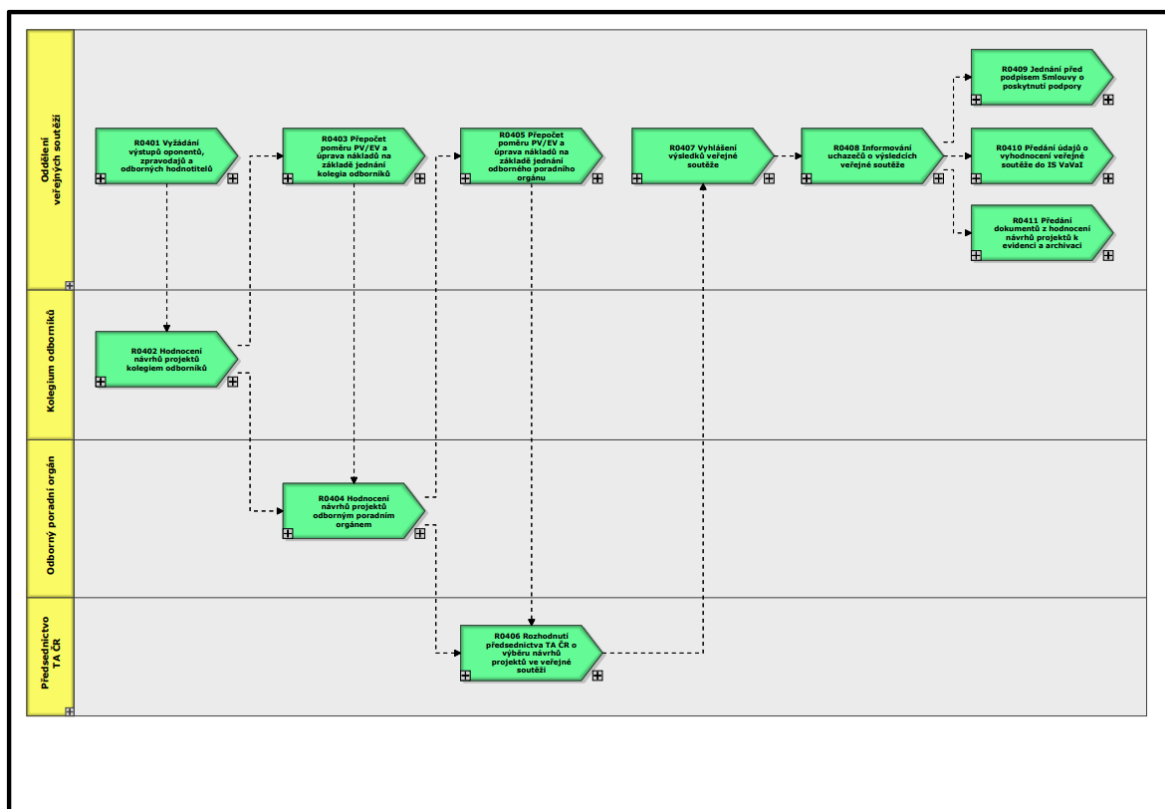 Oddělení
veřejných soutěží
R0401 Vyžádání
výstupů oponentů,
zpravodajů a
odborných hodnotitelů
R0403 Přepočet
poměru PV/EV a
úprava nákladů na
základě jednání
kolegia odborníků
R0405 Přepočet
poměru PV/EV a
úprava nákladů na
základě jednání
odborného poradního
orgánu
R0407 Vyhlášení
výsledků veřejné
soutěže
R0408 Informování
uchazečů o výsledcích
veřejné soutěže
R0409 Jednání před
podpisem Smlouvy o
poskytnutí podpory
R0410 Předání údajů o
vyhodnocení veřejné
soutěže do IS VaVaI
R0411 Předání
dokumentů z hodnocení
návrhů projektů k
evidenci a archivaci
Kolegium odborníků
R0402 Hodnocení
návrhů projektů
kolegiem odborníků
Odborný poradní orgán
R0404 Hodnocení
návrhů projektů
odborným poradním
orgánem
Předsednictvo
TA ČR
R0406 Rozhodnutí
předsednictva TA ČR o
výběru návrhů
projektů ve veřejné
soutěži